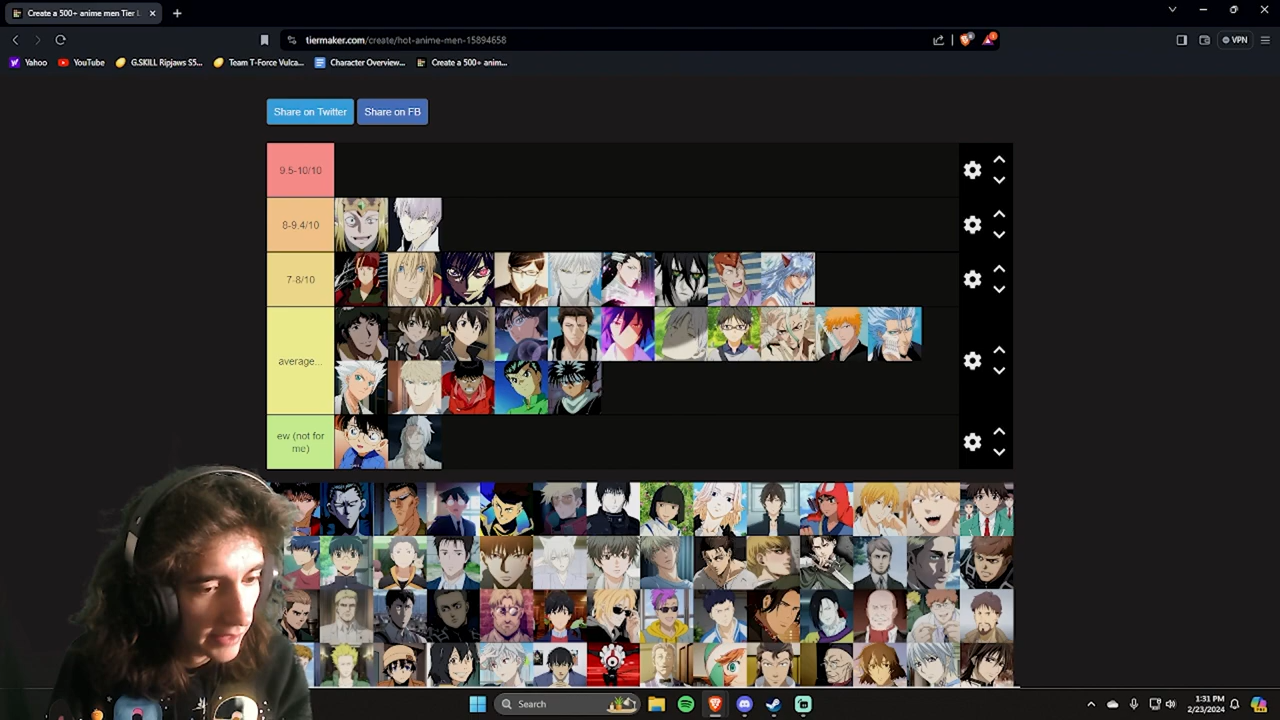 Create a 500+ anime men Tier L
tiermaker.com/create/hot-anime-men-15894658
VPN
Yahoo
YouTube
G.SKILL Ripjaws S5...
Team T-Force Vulca...
Character Overview...
Create a 500+ anim...
Share on Twitter
Share on FB
9.5-10/10
8-9.4/10
7-8/10
average...
ew (not for
me)
Search
1:31 PM
2/23/2024